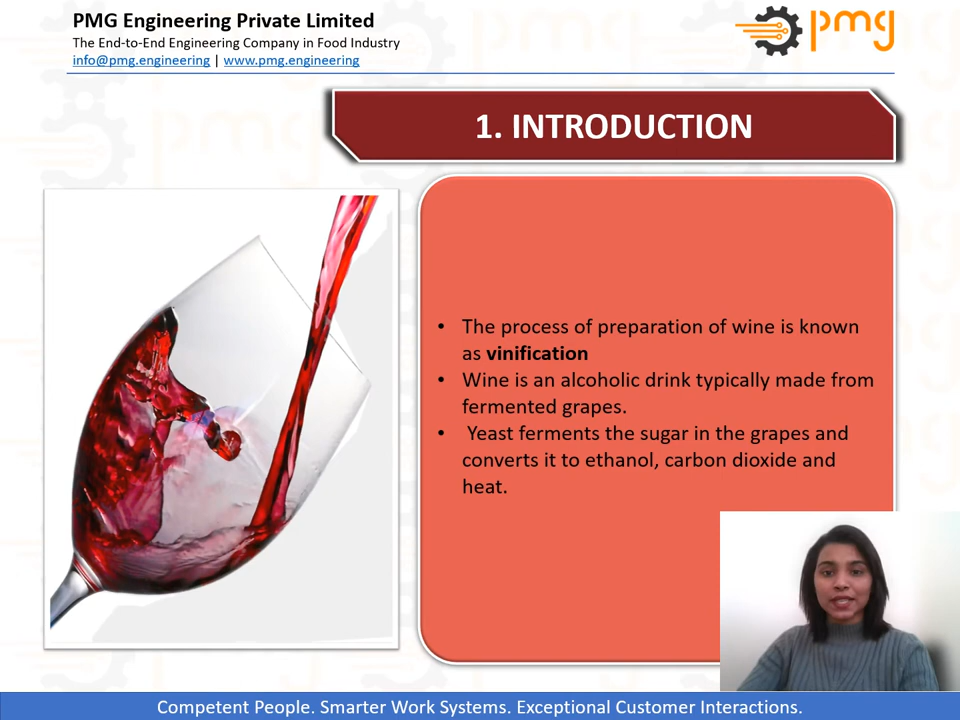 PMG Engineering Private Limited
The End-to-End Engineering Company in Food Industry
info@pmg.engineering | www.pmg.engineering
pmg
1. INTRODUCTION
• The process of preparation of wine is known
as vinification
• Wine is an alcoholic drink typically made from
fermented grapes.
• Yeast ferments the sugar in the grapes and
converts it to ethanol, carbon dioxide and
heat.
Competent People. Smarter Work Systems. Exceptional Customer Interactions.